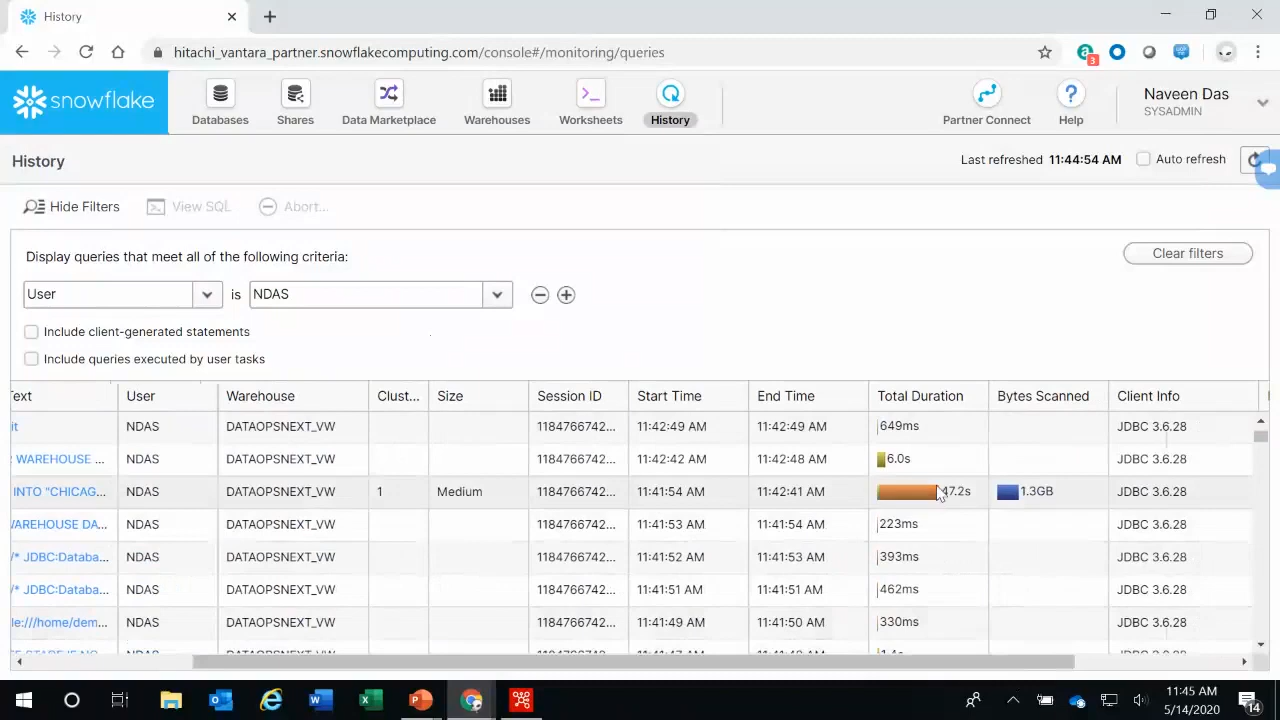 History
hitachi_vantara_partner.snowflakecomputing.com/console#/monitoring/queries
3
snowflake
Databases
Shares
Data Marketplace
Warehouses
Worksheets
History
Partner Connect
Help
Naveen Das
SYSADMIN
History
Last refreshed 11:44:54 AM
Auto refresh
Hide Filters
View SQL
Abort...
Display queries that meet all of the following criteria:
Clear filters
User is NDAS
Include client-generated statements
Include queries executed by user tasks
Text User Warehouse Clust... Size Session ID Start Time End Time Total Duration Bytes Scanned Client Info
it NDAS DATAOPSNEXT_VW 1184766742... 11:42:49 AM 11:42:49 AM 649ms JDBC 3.6.28
R WAREHOUSE ... NDAS DATAOPSNEXT_VW 1184766742... 11:42:42 AM 11:42:48 AM 6.0s JDBC 3.6.28
INTO "CHICAG... NDAS DATAOPSNEXT_VW 1 Medium 1184766742... 11:41:54 AM 11:42:41 AM 47.2s 1.3GB JDBC 3.6.28
WAREHOUSE DA... NDAS DATAOPSNEXT_VW 1184766742... 11:41:53 AM 11:41:54 AM 223ms JDBC 3.6.28
/* JDBC:Databa... NDAS DATAOPSNEXT_VW 1184766742... 11:41:52 AM 11:41:53 AM 393ms JDBC 3.6.28
/* JDBC:Databa... NDAS DATAOPSNEXT_VW 1184766742... 11:41:51 AM 11:41:51 AM 462ms JDBC 3.6.28
le:///home/dem... NDAS DATAOPSNEXT_VW 1184766742... 11:41:49 AM 11:41:50 AM 330ms JDBC 3.6.28
11:45 AM
5/14/2020
14